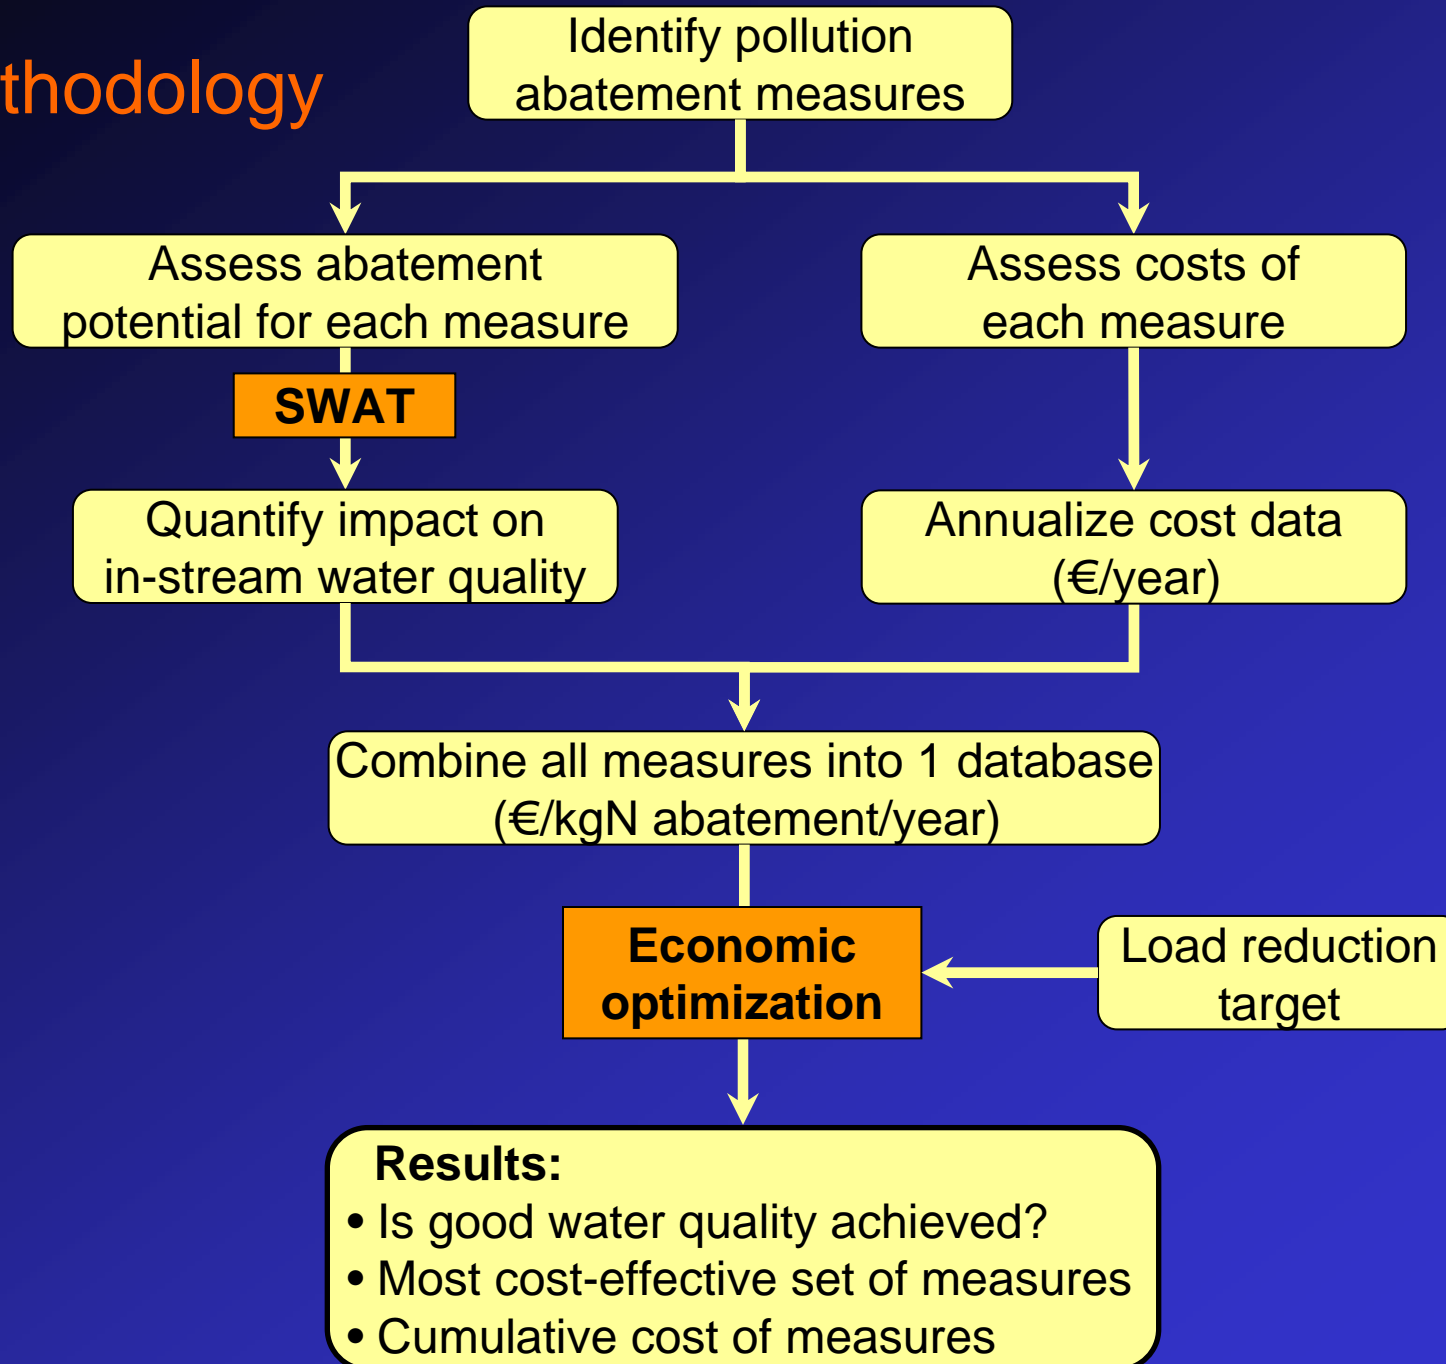 thodology
Identify pollution
abatement measures
Assess abatement
potential for each measure
Assess costs of
each measure
SWAT
Quantify impact on
in-stream water quality
Annualize cost data
(€/year)
Combine all measures into 1 database
(€/kgN abatement/year)
Economic
optimization
Load reduction
target
Results:
• Is good water quality achieved?
• Most cost-effective set of measures
• Cumulative cost of measures